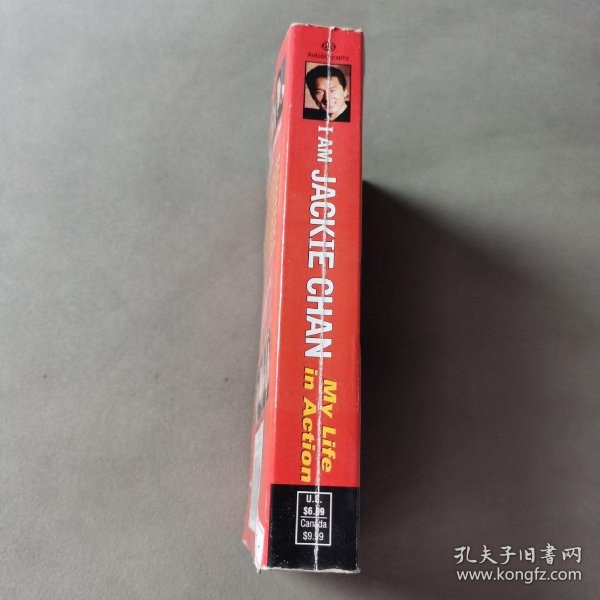 Autobiography
I AM JACKIE CHAN
My Life
in Action
U.S.
$6.99
Canada
$9.99
孔夫子旧书网
www.kongfz.com